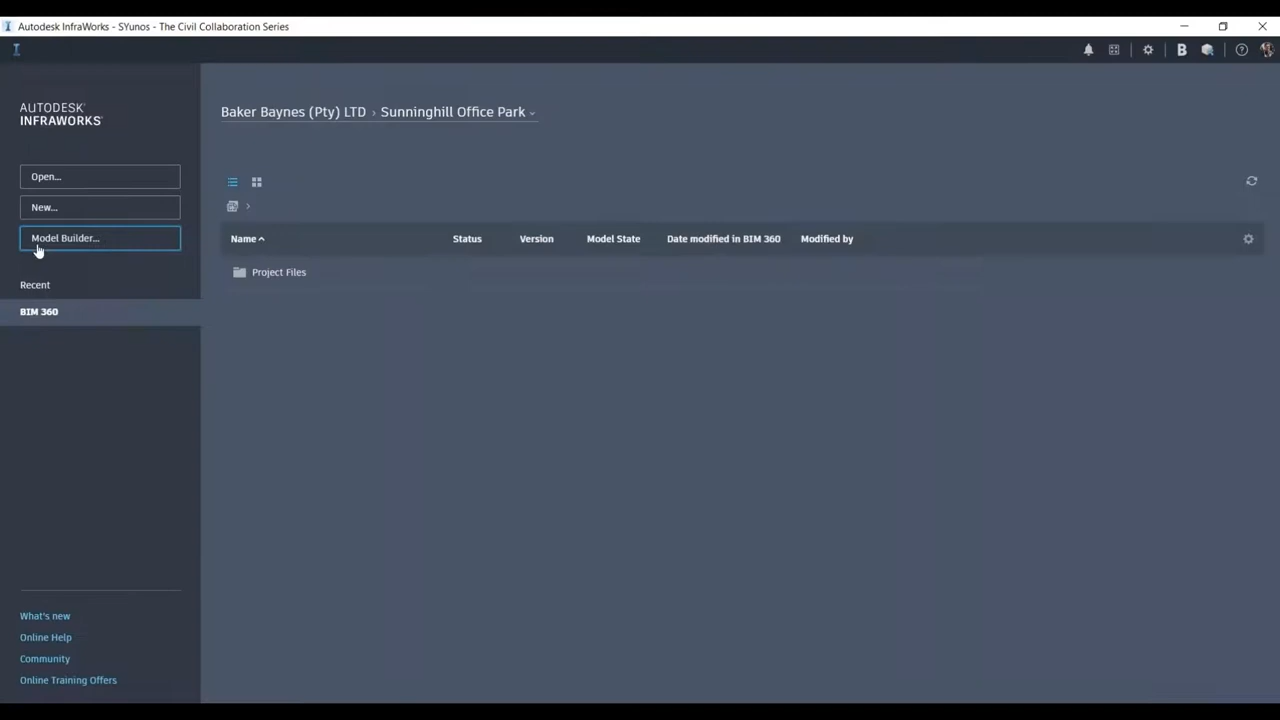 Autodesk InfraWorks - SYunos - The Civil Collaboration Series
AUTODESK
INFRAWORKS
Open...
New...
Model Builder...
Recent
BIM 360
What's new
Online Help
Community
Online Training Offers
Baker Baynes (Pty) LTD › Sunninghill Office Park
Name Status Version Model State Date modified in BIM 360 Modified by
Project Files